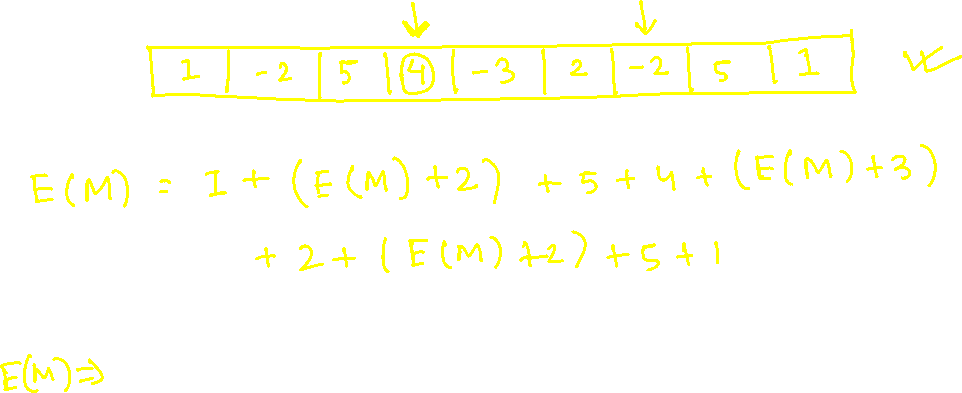 1 -2 5 4 -3 2 -2 5 1
E(M) = 1 + (E(M) + 2) + 5 + 4 + (E(M) + 3)
+ 2 + (E(M) + 2) + 5 + 1
E(M) ⇒